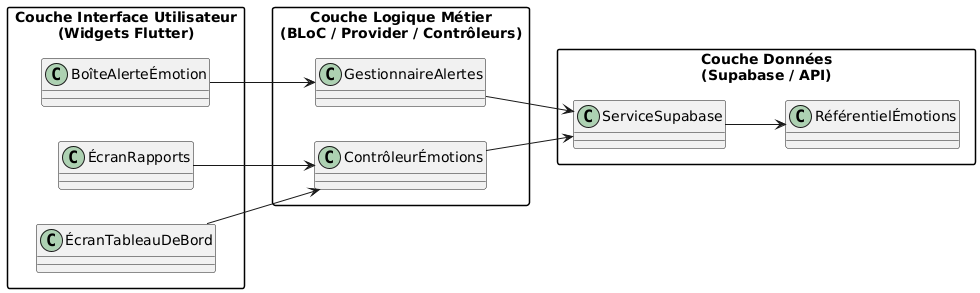 Couche Interface Utilisateur
(Widgets Flutter)
C BoîteAlerteÉmotion
C ÉcranRapports
C ÉcranTableauDeBord
Couche Logique Métier
(BLoC / Provider / Contrôleurs)
C GestionnaireAlertes
C ContrôleurÉmotions
Couche Données
(Supabase / API)
C ServiceSupabase
C RéférentielÉmotions